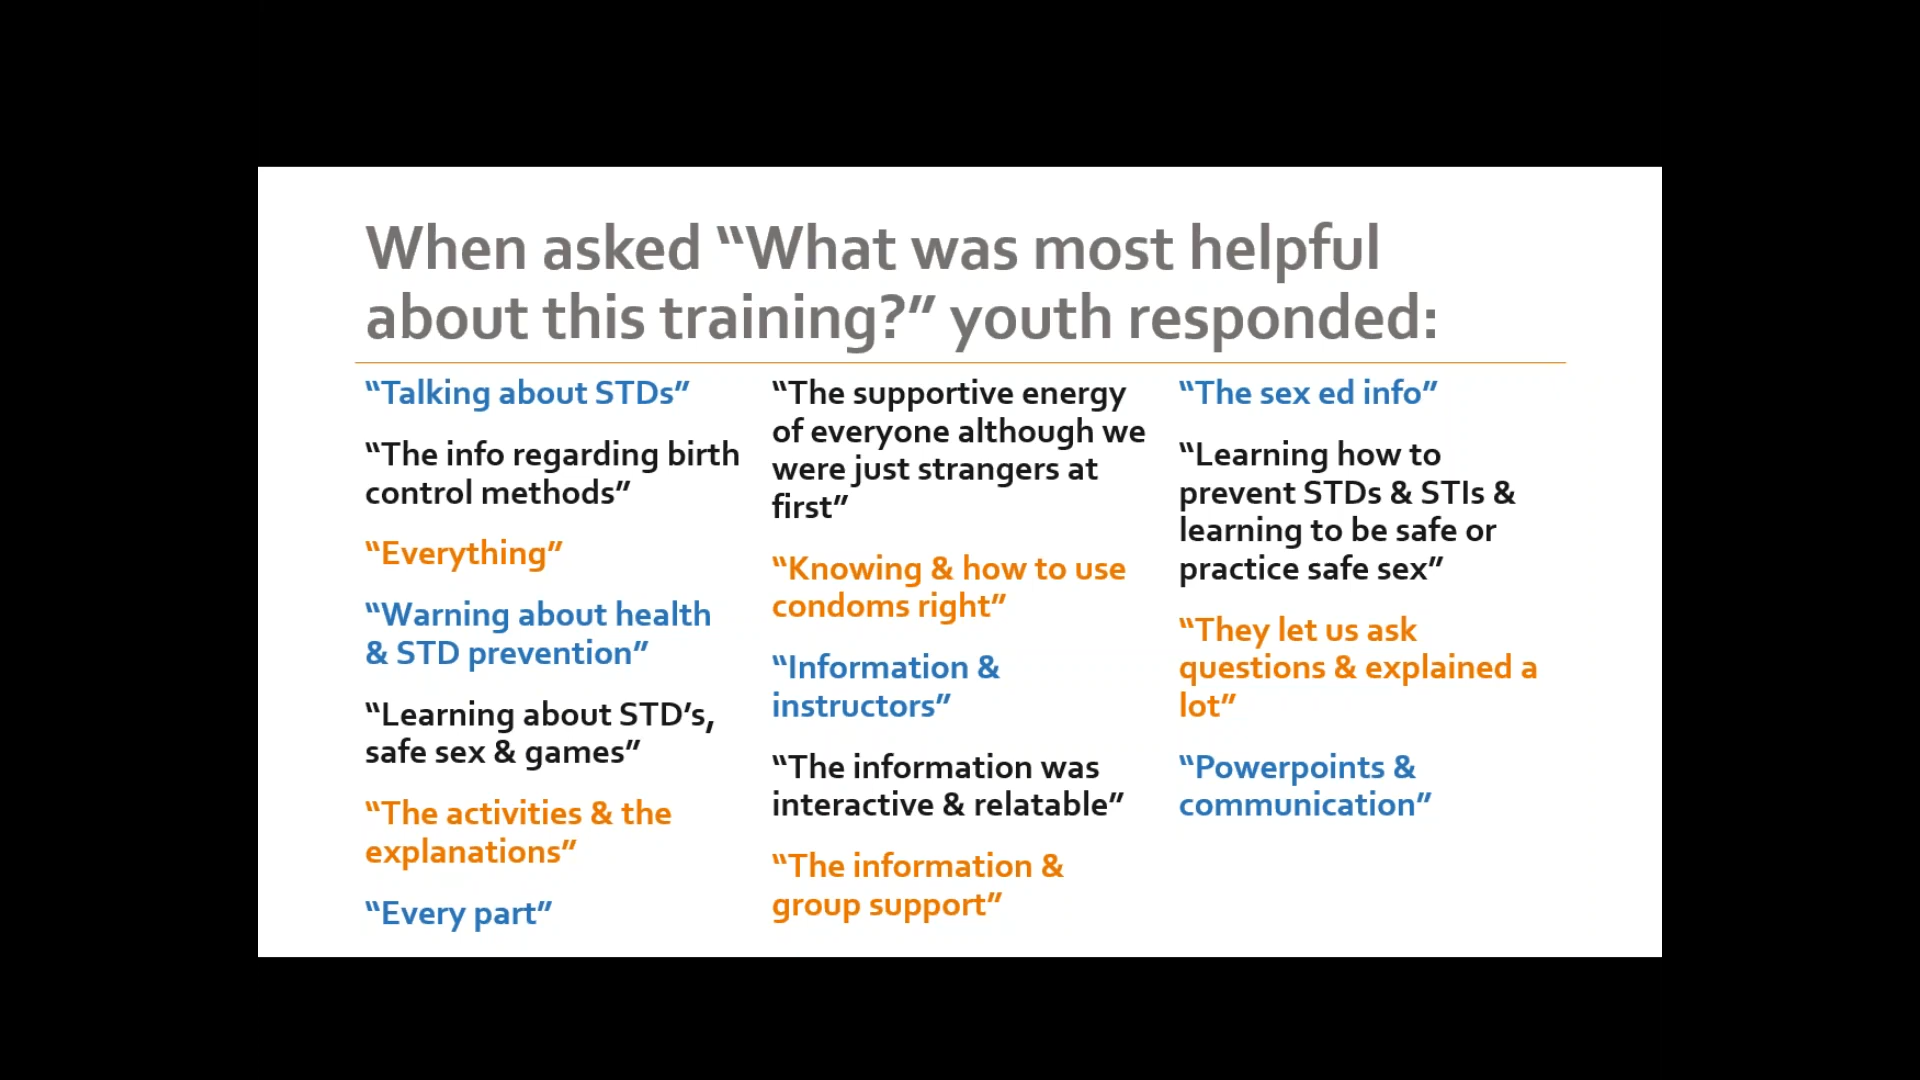 When asked “What was most helpful
about this training?” youth responded:
“Talking about STDs”
“The info regarding birth
control methods”
“Everything”
“Warning about health
& STD prevention”
“Learning about STD’s,
safe sex & games”
“The activities & the
explanations”
“Every part”
“The supportive energy
of everyone although we
were just strangers at
first”
“Knowing & how to use
condoms right”
“Information &
instructors”
“The information was
interactive & relatable”
“The information &
group support”
“The sex ed info”
“Learning how to
prevent STDs & STIs &
learning to be safe or
practice safe sex”
“They let us ask
questions & explained a
lot”
“Powerpoints &
communication”